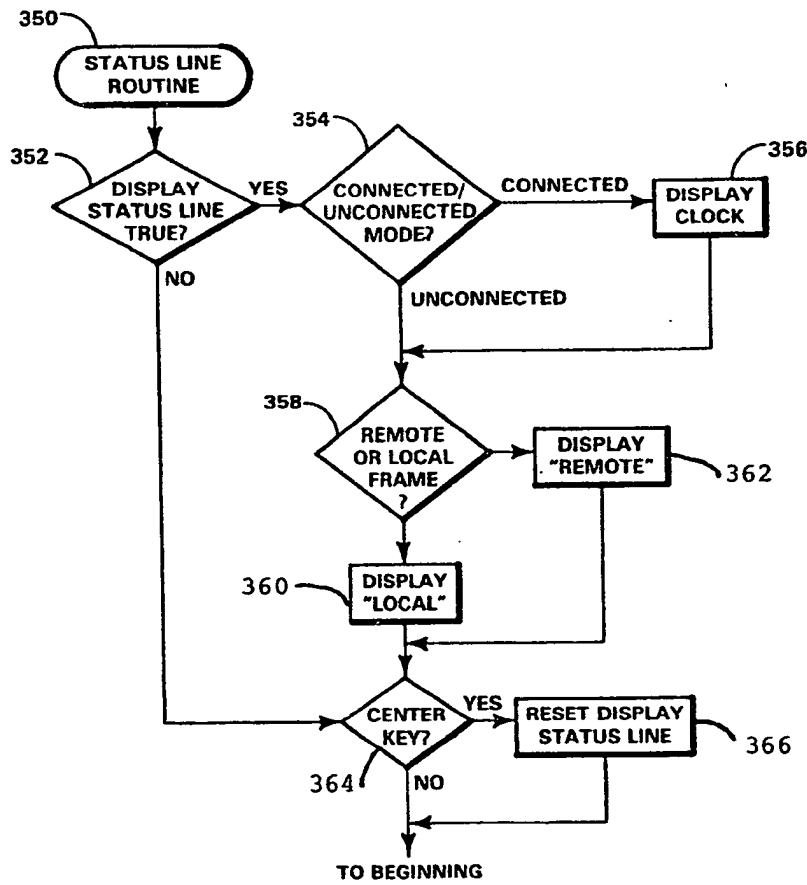 350
STATUS LINE
ROUTINE
352
DISPLAY
STATUS LINE
TRUE?
YES
NO
354
CONNECTED/
UNCONNECTED
MODE?
CONNECTED
UNCONNECTED
356
DISPLAY
CLOCK
358
REMOTE
OR LOCAL
FRAME
?
DISPLAY
"REMOTE"
362
360
DISPLAY
"LOCAL"
CENTER
KEY?
364
YES
NO
RESET DISPLAY
STATUS LINE
366
TO BEGINNING